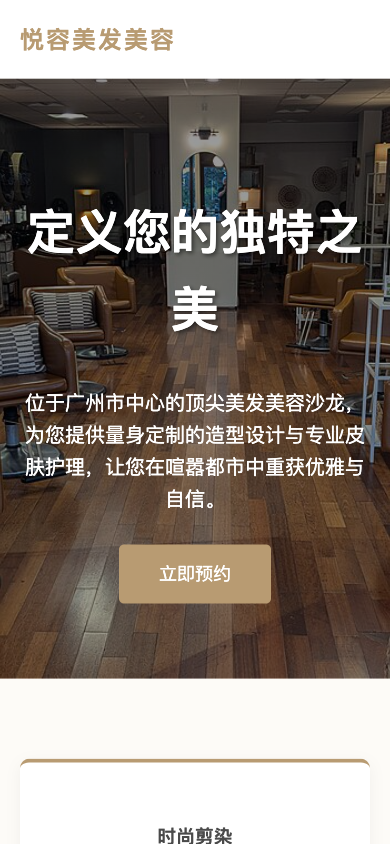 悦容美发美容
定义您的独特之
美
位于广州市中心的顶尖美发美容沙龙，
为您提供量身定制的造型设计与专业皮
肤护理，让您在喧嚣都市中重获优雅与
自信。
立即预约
时尚剪染